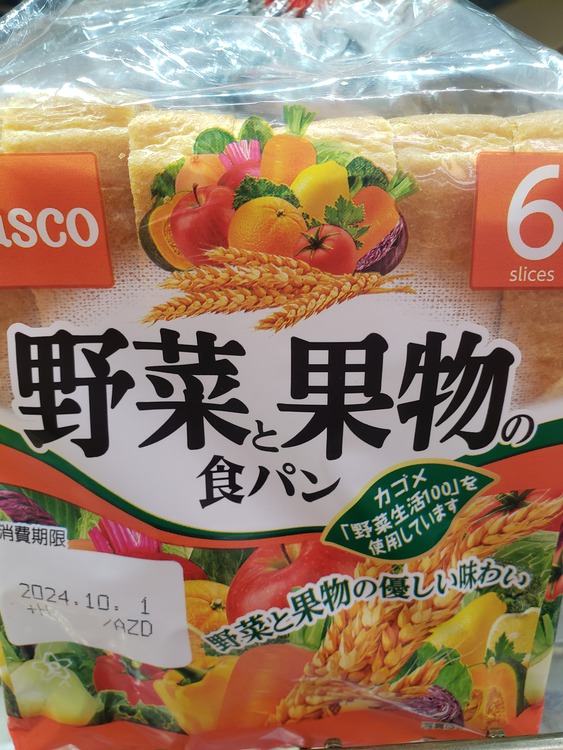 asco
6
slices
野菜と果物の
食パン
カゴメ
「野菜生活100」を
使用しています
消費期限
2024.10. 1
/AZD
野菜と果物の優しい味わい